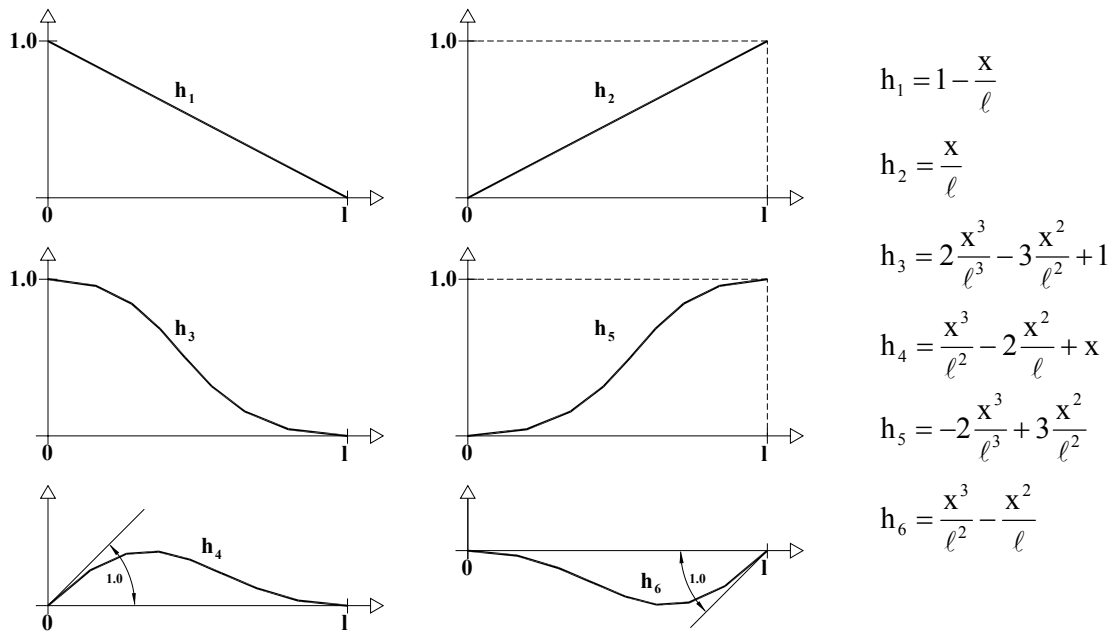 1.0
h₁
0 l
1.0
h₂
0 l
1.0
h₃
0 l
1.0
h₅
0 l
h₄
1.0
0 l
0
h₆
1.0
l
h₁ = 1 − x/ℓ
h₂ = x/ℓ
h₃ = 2 x³/ℓ³ − 3 x²/ℓ² + 1
h₄ = x³/ℓ² − 2 x²/ℓ + x
h₅ = −2 x³/ℓ³ + 3 x²/ℓ²
h₆ = x³/ℓ² − x²/ℓ